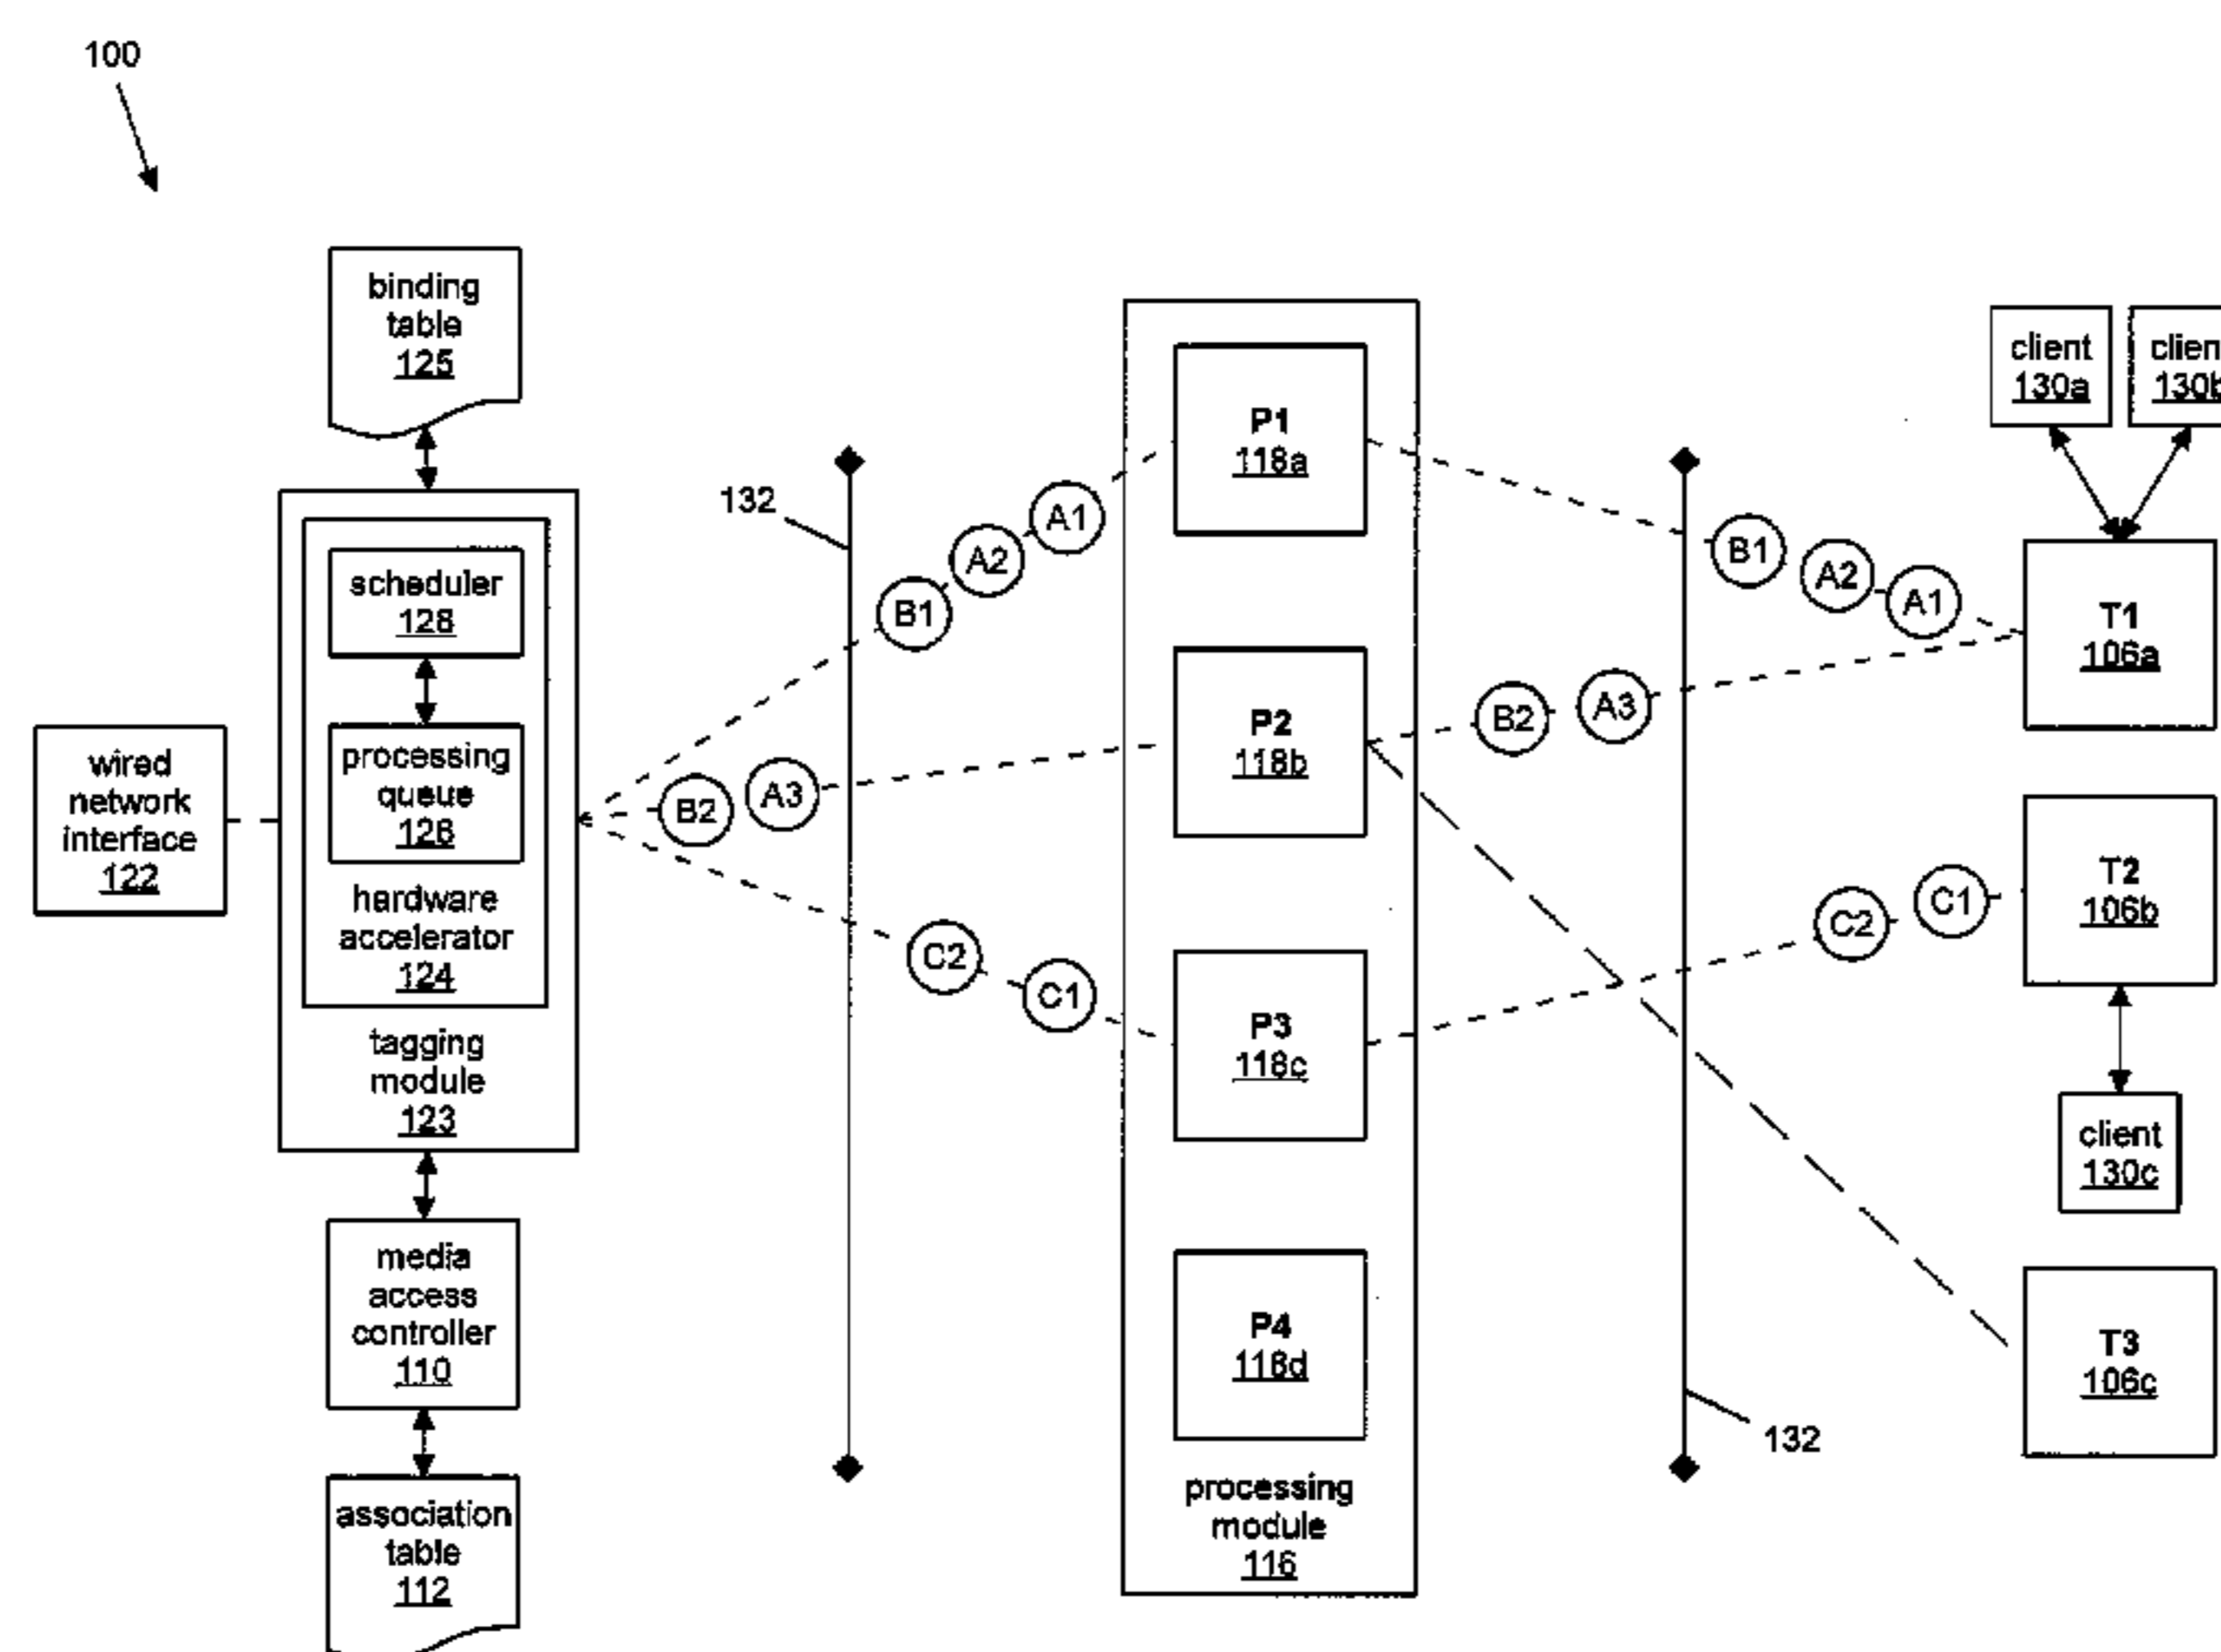 100
binding
table
125
scheduler
128
processing
queue
126
hardware
accelerator
124
tagging
module
123
wired
network
interface
122
media
access
controller
110
association
table
112
132
B1
A2
A1
B2
A3
C2
C1
P1
118a
P2
118b
P3
118c
P4
118d
processing
module
116
B1
A2
A1
B2
A3
C2
C1
132
client
130a
clien
130b
T1
106a
T2
106b
client
130c
T3
106c